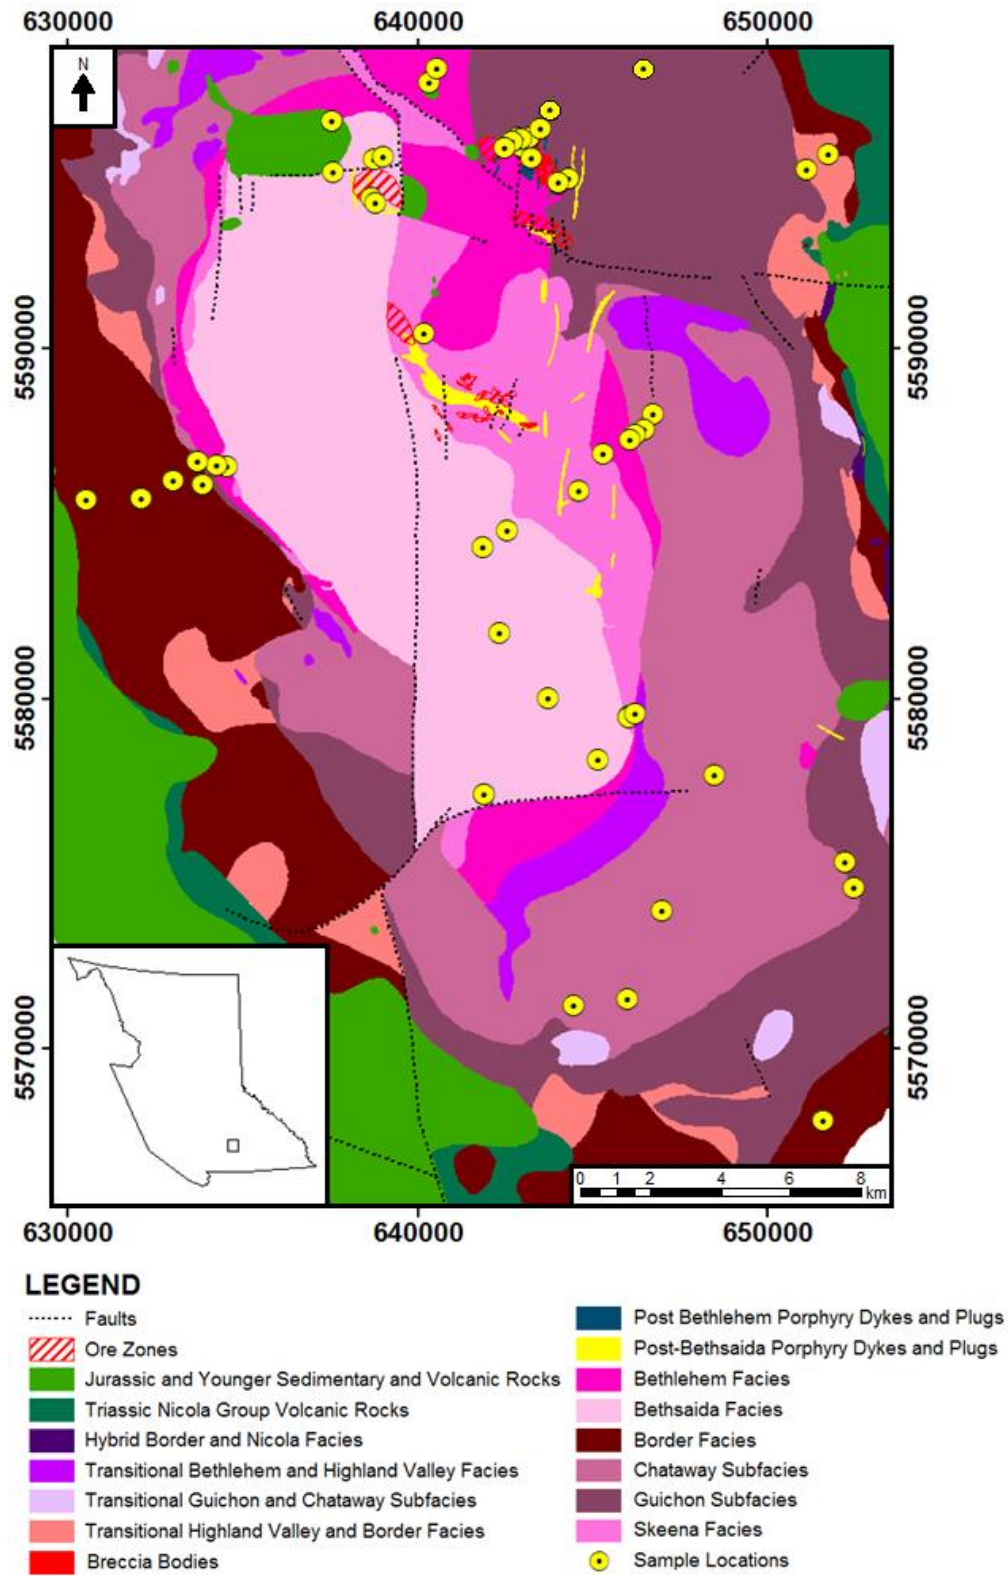 630000 640000 650000
N
5590000 5590000
5580000 5580000
5570000 5570000
0 1 2 4 6 8
km
630000 640000 650000
LEGEND
Faults
Ore Zones
Jurassic and Younger Sedimentary and Volcanic Rocks
Triassic Nicola Group Volcanic Rocks
Hybrid Border and Nicola Facies
Transitional Bethlehem and Highland Valley Facies
Transitional Guichon and Chataway Subfacies
Transitional Highland Valley and Border Facies
Breccia Bodies
Post Bethlehem Porphyry Dykes and Plugs
Post-Bethsaida Porphyry Dykes and Plugs
Bethlehem Facies
Bethsaida Facies
Border Facies
Chataway Subfacies
Guichon Subfacies
Skeena Facies
Sample Locations